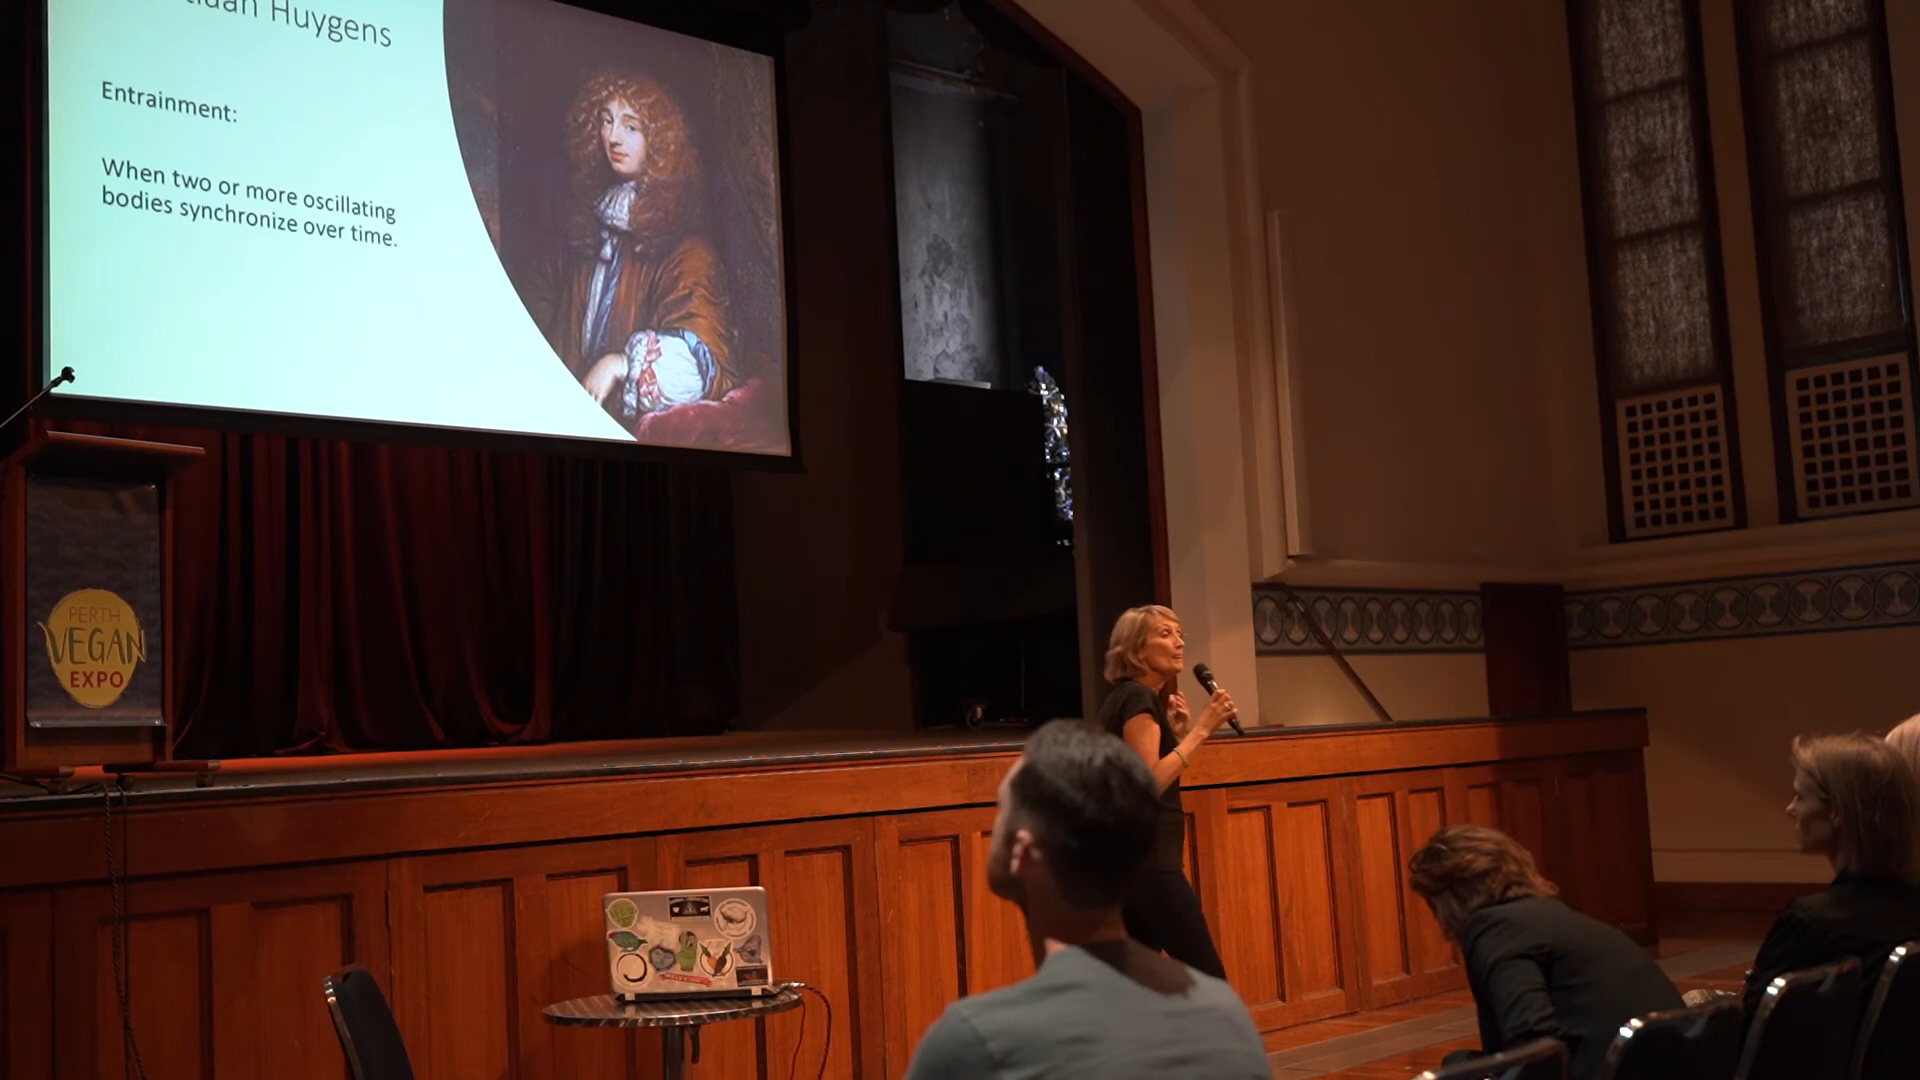 Huygens
Entrainment:
When two or more oscillating
bodies synchronize over time.
PERTH
VEGAN
EXPO